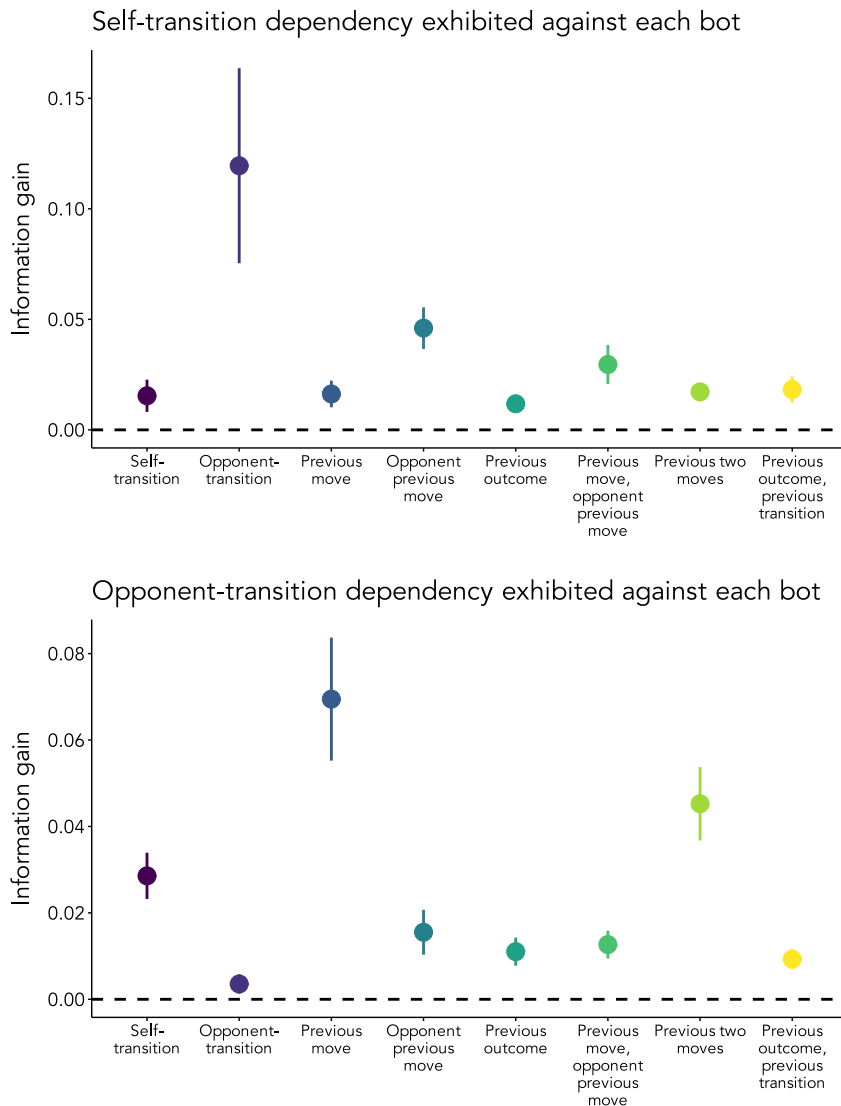 Self-transition dependency exhibited against each bot
Information gain
0.15
0.10
0.05
0.00
Self-
transition
Opponent-
transition
Previous
move
Opponent
previous
move
Previous
outcome
Previous
move,
opponent
previous
move
Previous two
moves
Previous
outcome,
previous
transition
Opponent-transition dependency exhibited against each bot
Information gain
0.08
0.06
0.04
0.02
0.00
Self-
transition
Opponent-
transition
Previous
move
Opponent
previous
move
Previous
outcome
Previous
move,
opponent
previous
move
Previous two
moves
Previous
outcome,
previous
transition